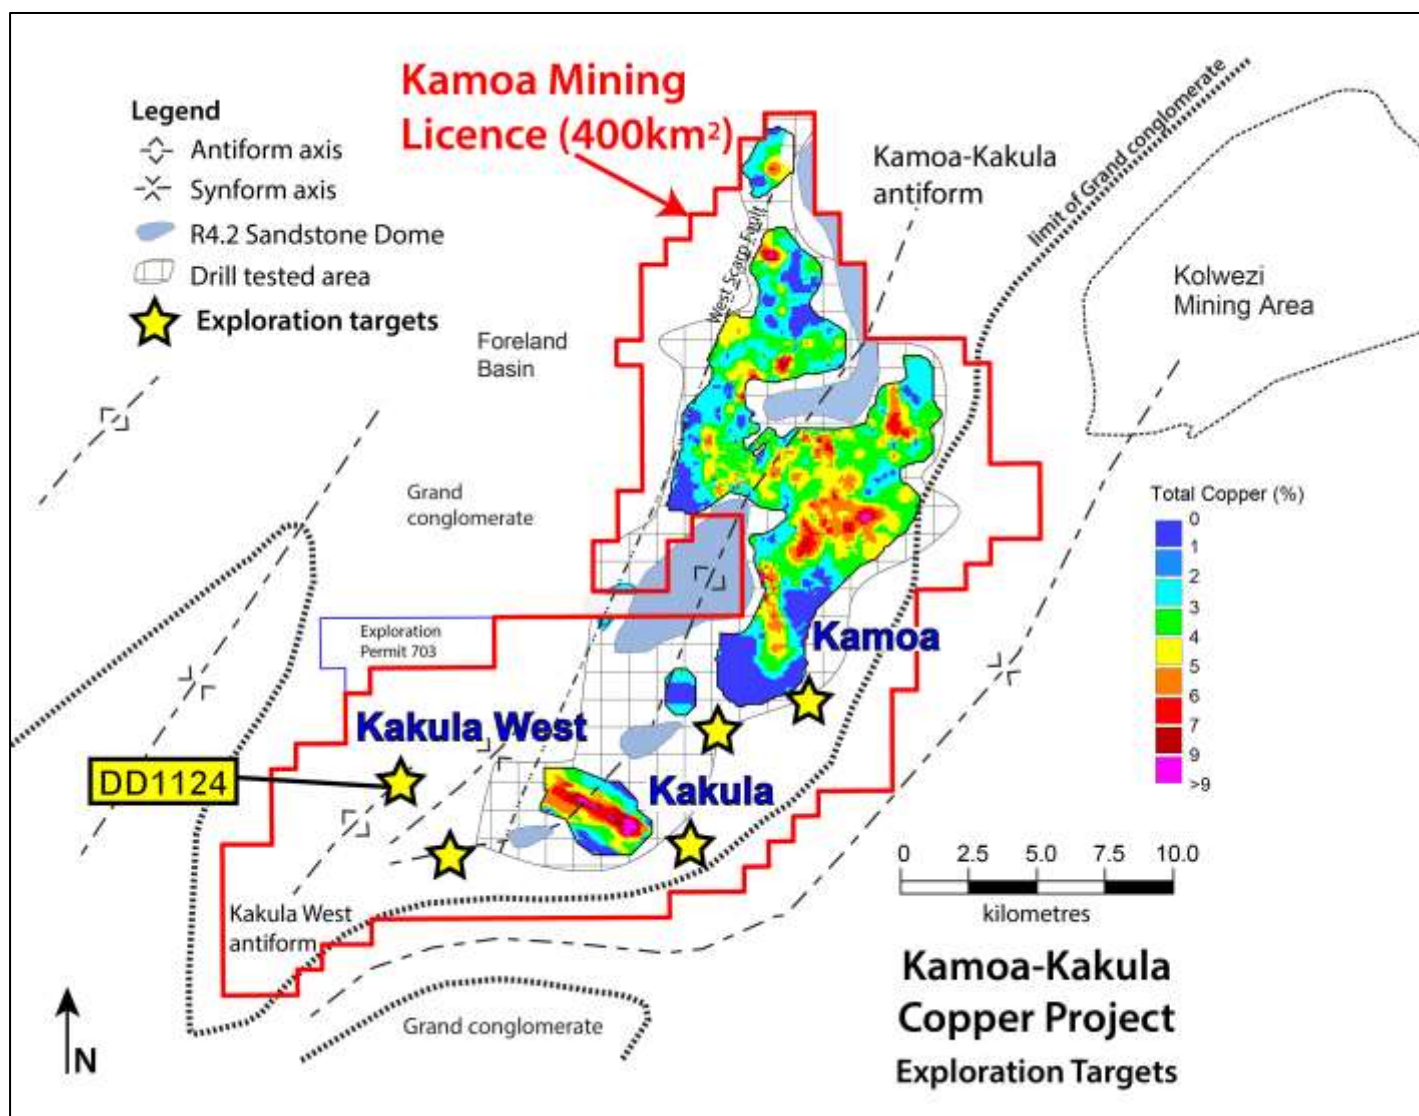 Kamoa Mining
Licence (400km²)
Legend
Antiform axis
Synform axis
R4.2 Sandstone Dome
Drill tested area
Exploration targets
Kamoa-Kakula
antiform
limit of Grand conglomerate
Kolwezi
Mining Area
West Scarp Fault
Foreland
Basin
Grand
conglomerate
Total Copper (%)
0
1
2
3
4
5
6
7
9
>9
Exploration
Permit 703
Kamoa
Kakula West
DD1124
Kakula
0 2.5 5.0 7.5 10.0
kilometres
Kakula West
antiform
Grand conglomerate
N
Kamoa-Kakula
Copper Project
Exploration Targets